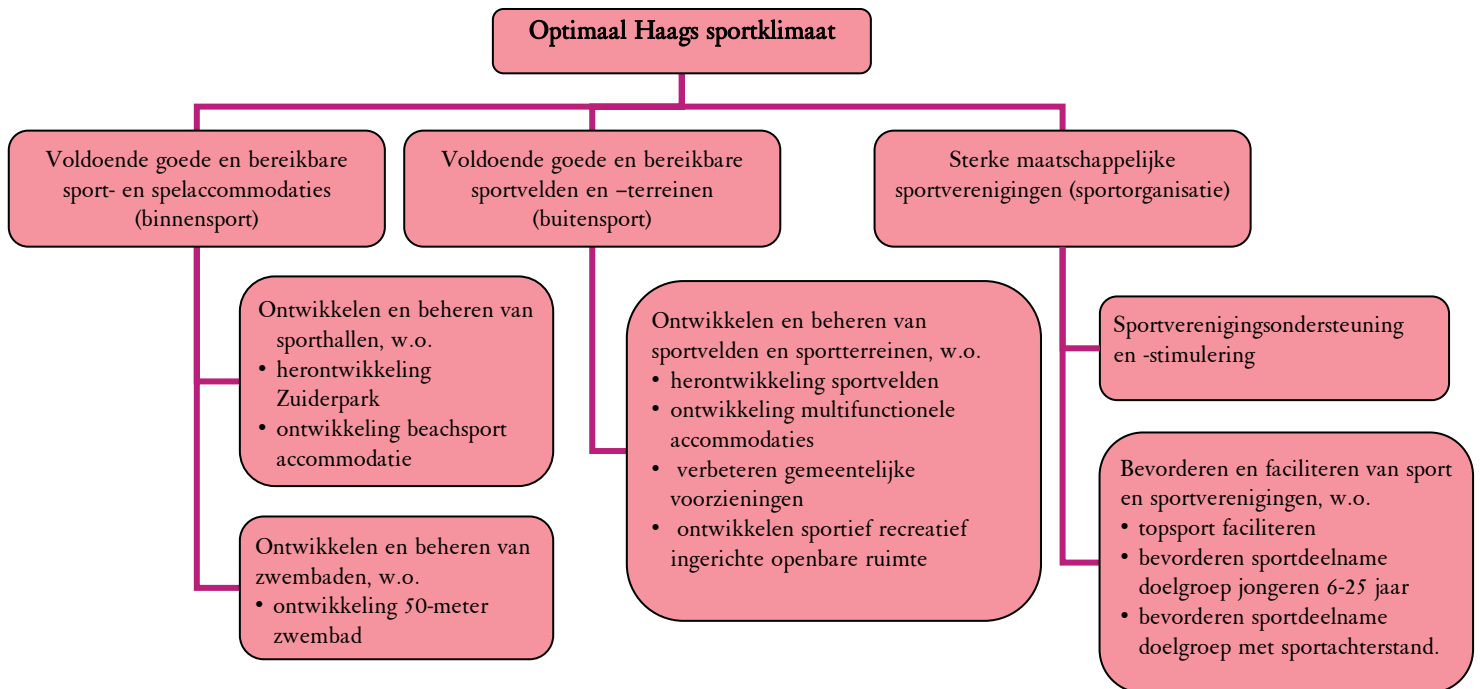 Optimaal Haags sportklimaat
Voldoende goede en bereikbare
sport- en spelaccommodaties
(binnensport)
Voldoende goede en bereikbare
sportvelden en –terreinen
(buitensport)
Sterke maatschappelijke
sportverenigingen (sportorganisatie)
Ontwikkelen en beheren van
sporthallen, w.o.
• herontwikkeling
Zuiderpark
• ontwikkeling beachsport
accommodatie
Ontwikkelen en beheren van
zwembaden, w.o.
• ontwikkeling 50-meter
zwembad
Ontwikkelen en beheren van
sportvelden en sportterreinen, w.o.
• herontwikkeling sportvelden
• ontwikkeling multifunctionele
accommodaties
• verbeteren gemeentelijke
voorzieningen
• ontwikkelen sportief recreatief
ingerichte openbare ruimte
Sportverenigingsondersteuning
en -stimulering
Bevorderen en faciliteren van sport
en sportverenigingen, w.o.
• topsport faciliteren
• bevorderen sportdeelname
doelgroep jongeren 6-25 jaar
• bevorderen sportdeelname
doelgroep met sportachterstand.